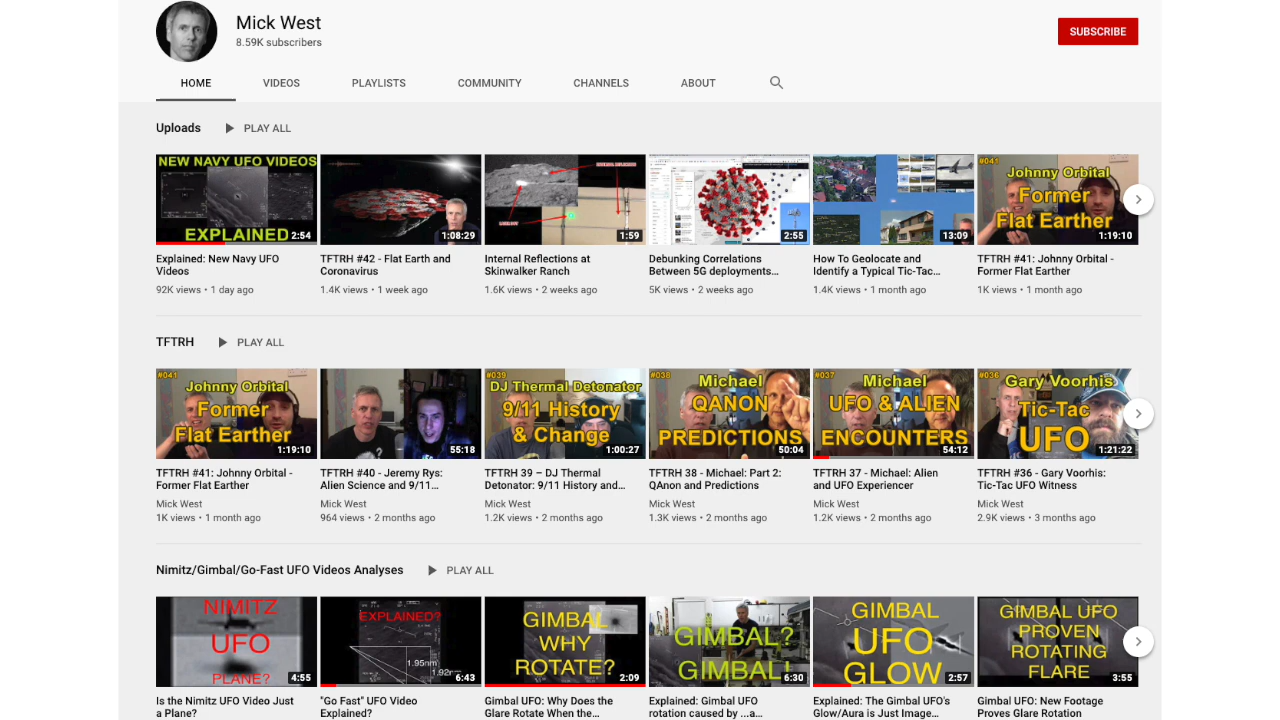 Mick West
8.59K subscribers
SUBSCRIBE
HOME VIDEOS PLAYLISTS COMMUNITY CHANNELS ABOUT
Uploads PLAY ALL
NEW NAVY UFO VIDEOS
EXPLAINED
2:54
Explained: New Navy UFO
Videos
92K views • 1 day ago
1:08:29
TFTRH #42 - Flat Earth and
Coronavirus
1.4K views • 1 week ago
1:59
Internal Reflections at
Skinwalker Ranch
1.6K views • 2 weeks ago
2:55
Debunking Correlations
Between 5G deployments...
5K views • 2 weeks ago
13:09
How To Geolocate and
Identify a Typical Tic-Tac...
1.4K views • 1 month ago
#041
Johnny Orbital
Former
Flat Earther
1:19:10
TFTRH #41: Johnny Orbital -
Former Flat Earther
1K views • 1 month ago
TFTRH PLAY ALL
#041
Johnny Orbital
Former
Flat Earther
1:19:10
TFTRH #41: Johnny Orbital -
Former Flat Earther
Mick West
1K views • 1 month ago
55:18
TFTRH #40 - Jeremy Rys:
Alien Science and 9/11...
Mick West
964 views • 2 months ago
#039
DJ Thermal Detonator
9/11 History
& Change
1:00:27
TFTRH 39 – DJ Thermal
Detonator: 9/11 History and...
Mick West
1.2K views • 2 months ago
#038
Michael
QANON
PREDICTIONS
50:04
TFTRH 38 - Michael: Part 2:
QAnon and Predictions
Mick West
1.3K views • 2 months ago
#037
Michael
UFO & ALIEN
ENCOUNTERS
54:12
TFTRH 37 - Michael: Alien
and UFO Experiencer
Mick West
1.2K views • 2 months ago
#036
Gary Voorhis
Tic-Tac
UFO
1:21:22
TFTRH #36 - Gary Voorhis:
Tic-Tac UFO Witness
Mick West
2.9K views • 3 months ago
Nimitz/Gimbal/Go-Fast UFO Videos Analyses PLAY ALL
NIMITZ
UFO
PLANE?
4:55
Is the Nimitz UFO Video Just
a Plane?
EXPLAINED?
1.95nm
1.92n
6:43
"Go Fast" UFO Video
Explained?
GIMBAL
WHY
ROTATE?
2:09
Gimbal UFO: Why Does the
Glare Rotate When the...
GIMBAL?
GIMBAL!
6:30
Explained: Gimbal UFO
rotation caused by ...a...
GIMBAL
UFO
GLOW
2:57
Explained: The Gimbal UFO's
Glow/Aura is Just Image...
GIMBAL UFO
PROVEN
ROTATING
FLARE
3:55
Gimbal UFO: New Footage
Proves Glare Rotation